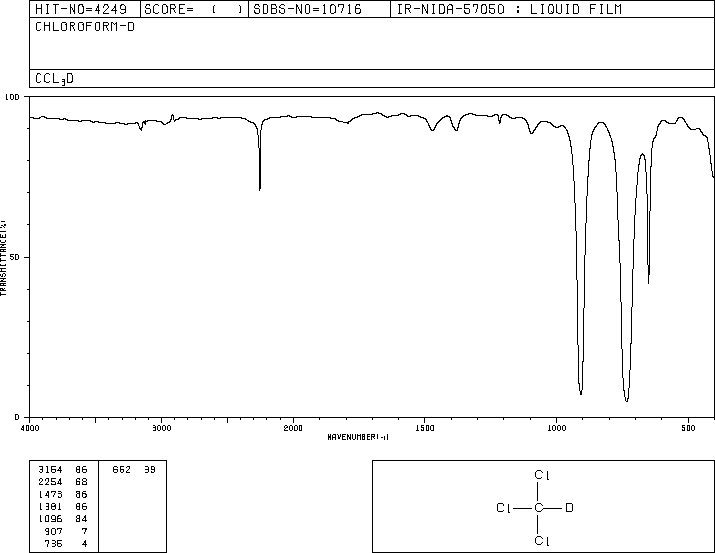 HIT-NO=4249 SCORE= ( ) SDBS-NO=10716 IR-NIDA-57050 : LIQUID FILM
CHLOROFORM-D
CCL3D
100
TRANSMITTANCE(%)
50
0
4000 3000 2000 1500 1000 500
WAVENUMBER(-1)
3154 86 652 39
2254 68
1473 86
1381 86
1096 84
907 7
736 4
Cl
Cl—C—D
Cl